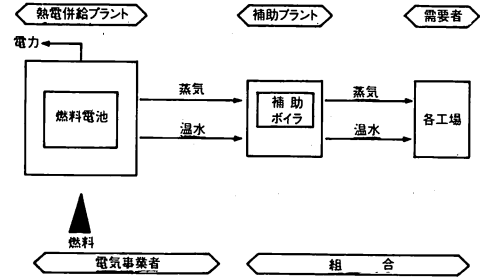 熱電併給プラント
補助プラント
需要者
電力
燃料電池
蒸気
温水
補助
ボイラ
蒸気
温水
各工場
燃料
電気事業者
組合